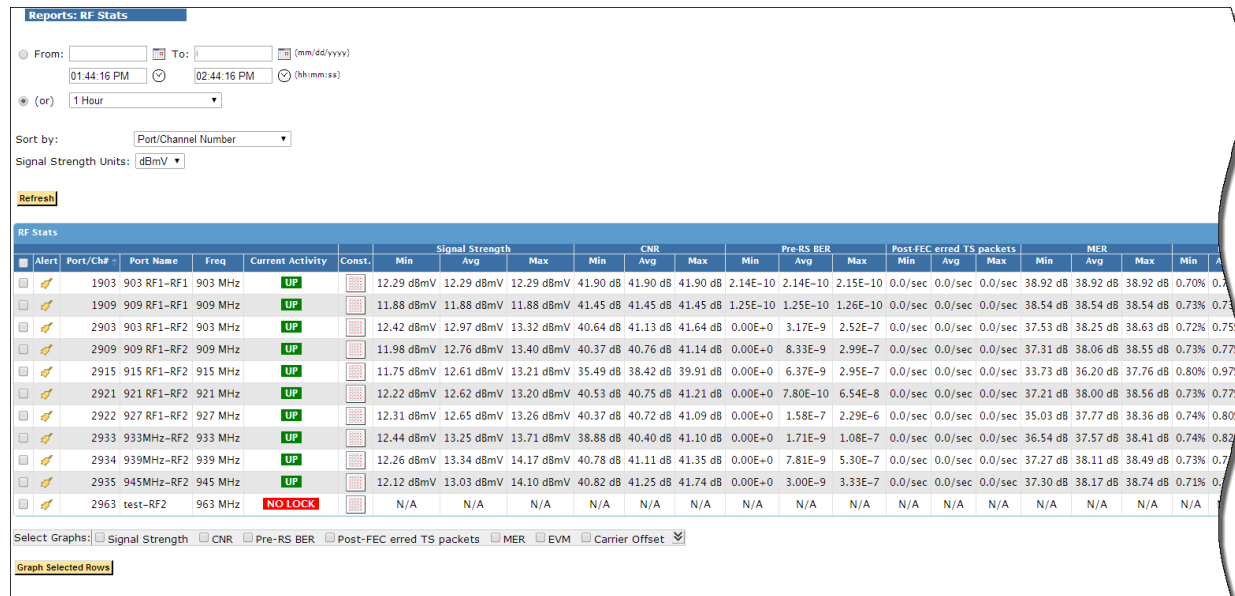 Reports: RF Stats
From: To: (mm/dd/yyyy)
01:44:16 PM 02:44:16 PM (hh:mm:ss)
(or) 1 Hour
Sort by: Port/Channel Number
Signal Strength Units: dBmV
Refresh
RF Stats
Signal Strength CNR Pre-RS BER Post-FEC erred TS packets MER
Alert Port/Ch# Port Name Freq Current Activity Const. Min Avg Max Min Avg Max Min Avg Max Min Avg Max Min Avg Max Min
1903 903 RF1-RF1 903 MHz UP 12.29 dBmV 12.29 dBmV 12.29 dBmV 41.90 dB 41.90 dB 41.90 dB 2.14E-10 2.14E-10 2.15E-10 0.0/sec 0.0/sec 0.0/sec 38.92 dB 38.92 dB 38.92 dB 0.70%
1909 909 RF1-RF1 909 MHz UP 11.88 dBmV 11.88 dBmV 11.88 dBmV 41.45 dB 41.45 dB 41.45 dB 1.25E-10 1.25E-10 1.26E-10 0.0/sec 0.0/sec 0.0/sec 38.54 dB 38.54 dB 38.54 dB 0.73%
2903 903 RF1-RF2 903 MHz UP 12.42 dBmV 12.97 dBmV 13.32 dBmV 40.64 dB 41.13 dB 41.64 dB 0.00E+0 3.17E-9 2.52E-7 0.0/sec 0.0/sec 0.0/sec 37.53 dB 38.25 dB 38.63 dB 0.72%
2909 909 RF1-RF2 909 MHz UP 11.98 dBmV 12.76 dBmV 13.40 dBmV 40.37 dB 40.76 dB 41.14 dB 0.00E+0 8.33E-9 2.99E-7 0.0/sec 0.0/sec 0.0/sec 37.31 dB 38.06 dB 38.55 dB 0.73%
2915 915 RF1-RF2 915 MHz UP 11.75 dBmV 12.61 dBmV 13.21 dBmV 35.49 dB 38.42 dB 39.91 dB 0.00E+0 6.37E-9 2.95E-7 0.0/sec 0.0/sec 0.0/sec 33.73 dB 36.20 dB 37.76 dB 0.80%
2921 921 RF1-RF2 921 MHz UP 12.22 dBmV 12.62 dBmV 13.20 dBmV 40.53 dB 40.75 dB 41.21 dB 0.00E+0 7.80E-10 6.54E-8 0.0/sec 0.0/sec 0.0/sec 37.21 dB 38.00 dB 38.56 dB 0.73%
2922 927 RF1-RF2 927 MHz UP 12.31 dBmV 12.65 dBmV 13.26 dBmV 40.37 dB 40.72 dB 41.09 dB 0.00E+0 1.58E-7 2.29E-6 0.0/sec 0.0/sec 0.0/sec 35.03 dB 37.77 dB 38.36 dB 0.74%
2933 933MHz-RF2 933 MHz UP 12.44 dBmV 13.25 dBmV 13.71 dBmV 38.88 dB 40.40 dB 41.10 dB 0.00E+0 1.71E-9 1.08E-7 0.0/sec 0.0/sec 0.0/sec 36.54 dB 37.57 dB 38.41 dB 0.74%
2934 939MHz-RF2 939 MHz UP 12.26 dBmV 13.34 dBmV 14.17 dBmV 40.78 dB 41.11 dB 41.35 dB 0.00E+0 7.81E-9 5.30E-7 0.0/sec 0.0/sec 0.0/sec 37.27 dB 38.11 dB 38.49 dB 0.73%
2935 945MHz-RF2 945 MHz UP 12.12 dBmV 13.03 dBmV 14.10 dBmV 40.82 dB 41.25 dB 41.74 dB 0.00E+0 3.00E-9 3.33E-7 0.0/sec 0.0/sec 0.0/sec 37.30 dB 38.17 dB 38.74 dB 0.71%
2963 test-RF2 963 MHz NO LOCK N/A N/A N/A N/A N/A N/A N/A N/A N/A N/A N/A N/A N/A N/A N/A N/A
Select Graphs: Signal Strength CNR Pre-RS BER Post-FEC erred TS packets MER EVM Carrier Offset
Graph Selected Rows